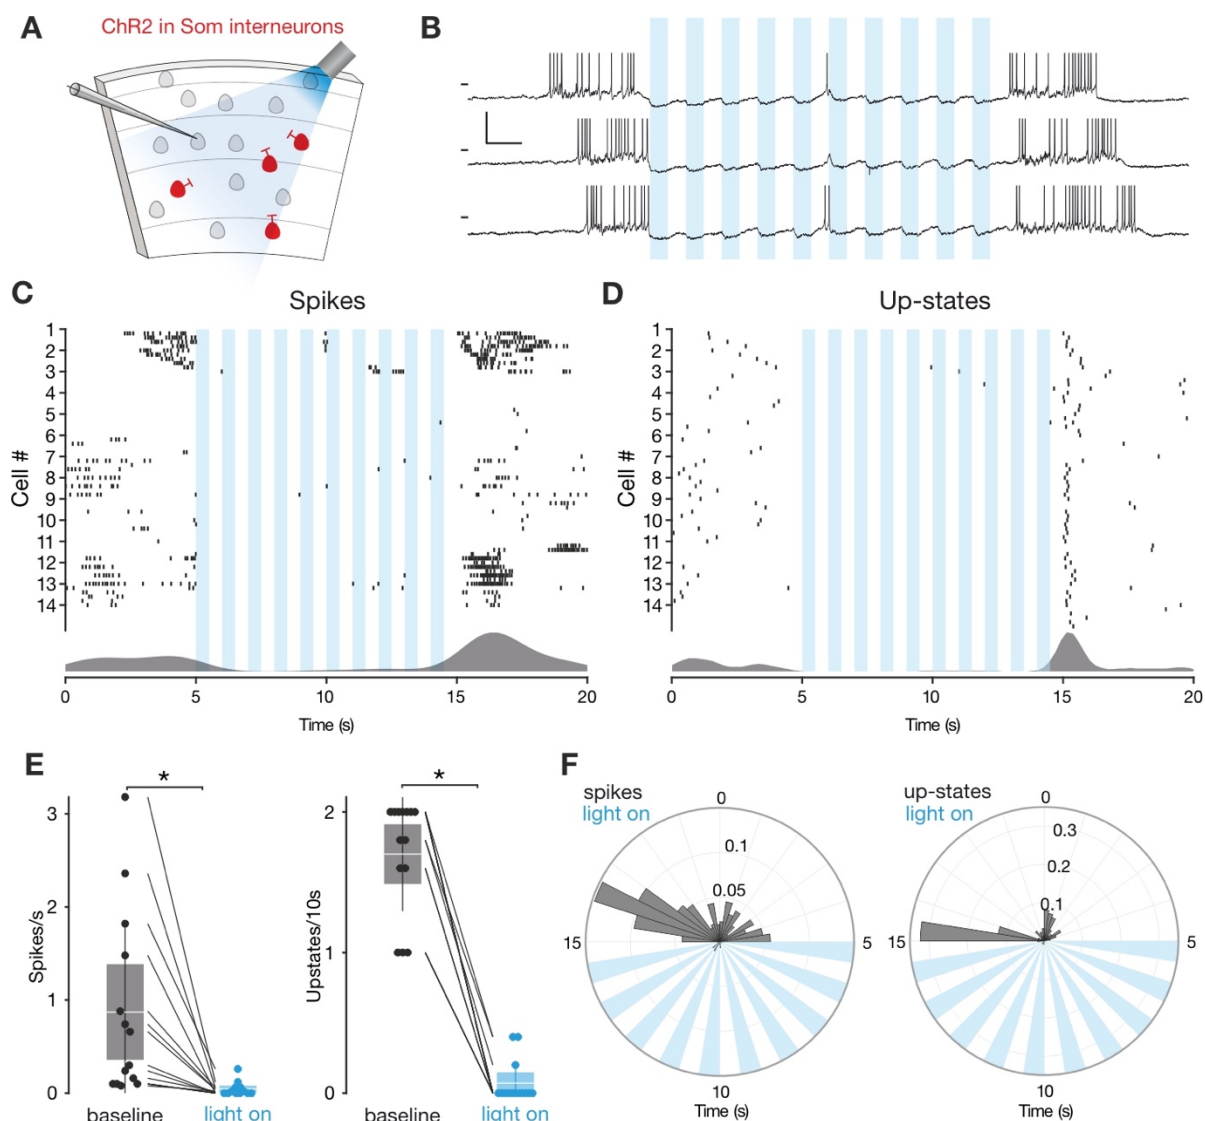 A
ChR2 in Som interneurons
B
C
Spikes
Cell #
1
2
3
4
5
6
7
8
9
10
11
12
13
14
0
5
10
15
20
Time (s)
D
Up-states
Cell #
1
2
3
4
5
6
7
8
9
10
11
12
13
14
0
5
10
15
20
Time (s)
E
*
Spikes/s
3
2
1
0
baseline
light on
*
Upstates/10s
2
1
0
baseline
light on
F
spikes
light on
0
0.1
0.05
15
5
10
Time (s)
up-states
light on
0
0.3
0.2
0.1
15
5
10
Time (s)